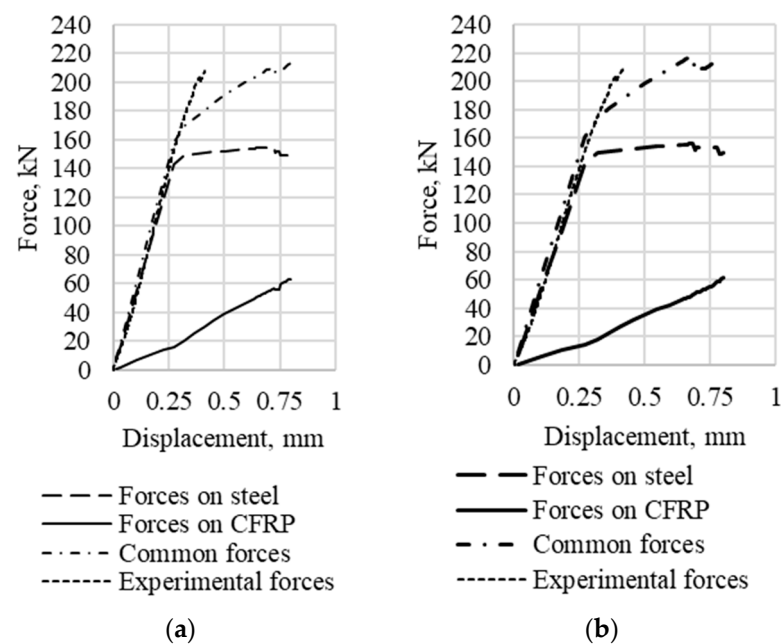 240
220
200
180
160
140
120
100
80
60
40
20
0
Force, kN
0 0.25 0.5 0.75 1
Displacement, mm
Forces on steel
Forces on CFRP
Common forces
Experimental forces
(a)
240
220
200
180
160
140
120
100
80
60
40
20
0
Force, kN
0 0.25 0.5 0.75 1
Displacement, mm
Forces on steel
Forces on CFRP
Common forces
Experimental forces
(b)